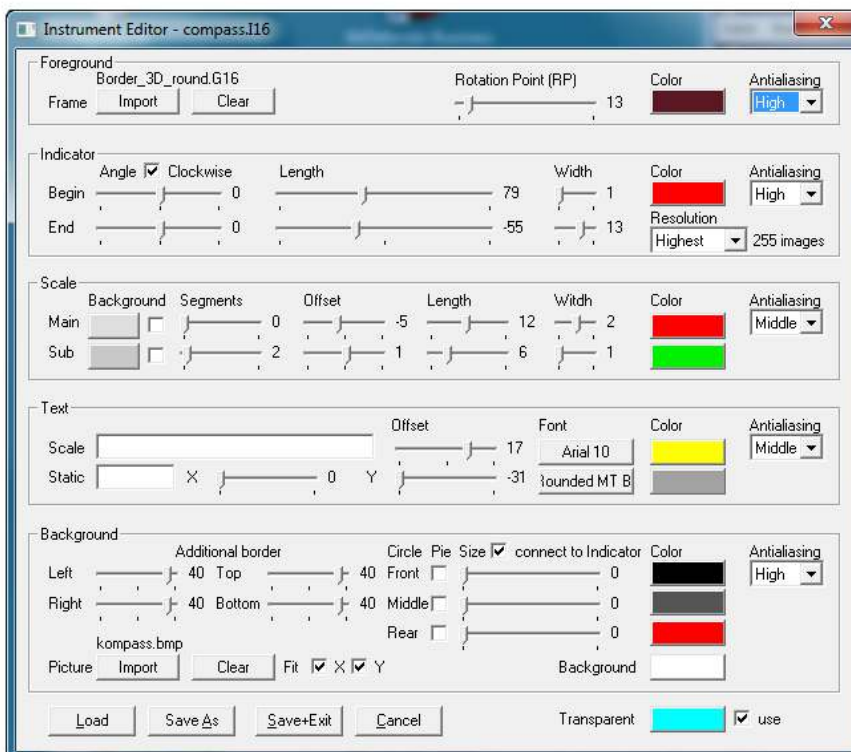 Instrument Editor - compass.I16
Foreground
Border_3D_round.G16 Rotation Point (RP) Color Antialiasing
Frame Import Clear 13 High
Indicator
Angle Clockwise Length Width Color Antialiasing
Begin 0 79 1 High
End 0 -55 13 Resolution
Highest 255 images
Scale
Background Segments Offset Length Witdh Color Antialiasing
Main 0 -5 12 2 Middle
Sub 2 1 6 1
Text
Offset Font Color Antialiasing
Scale 17 Arial 10 Middle
Static X 0 Y -31 Rounded MT B
Background
Additional border Circle Pie Size connect to Indicator Color Antialiasing
Left 40 Top 40 Front 0 High
Right 40 Bottom 40 Middle 0
Rear 0
kompass.bmp
Picture Import Clear Fit X Y Background
Load Save As Save+Exit Cancel Transparent use